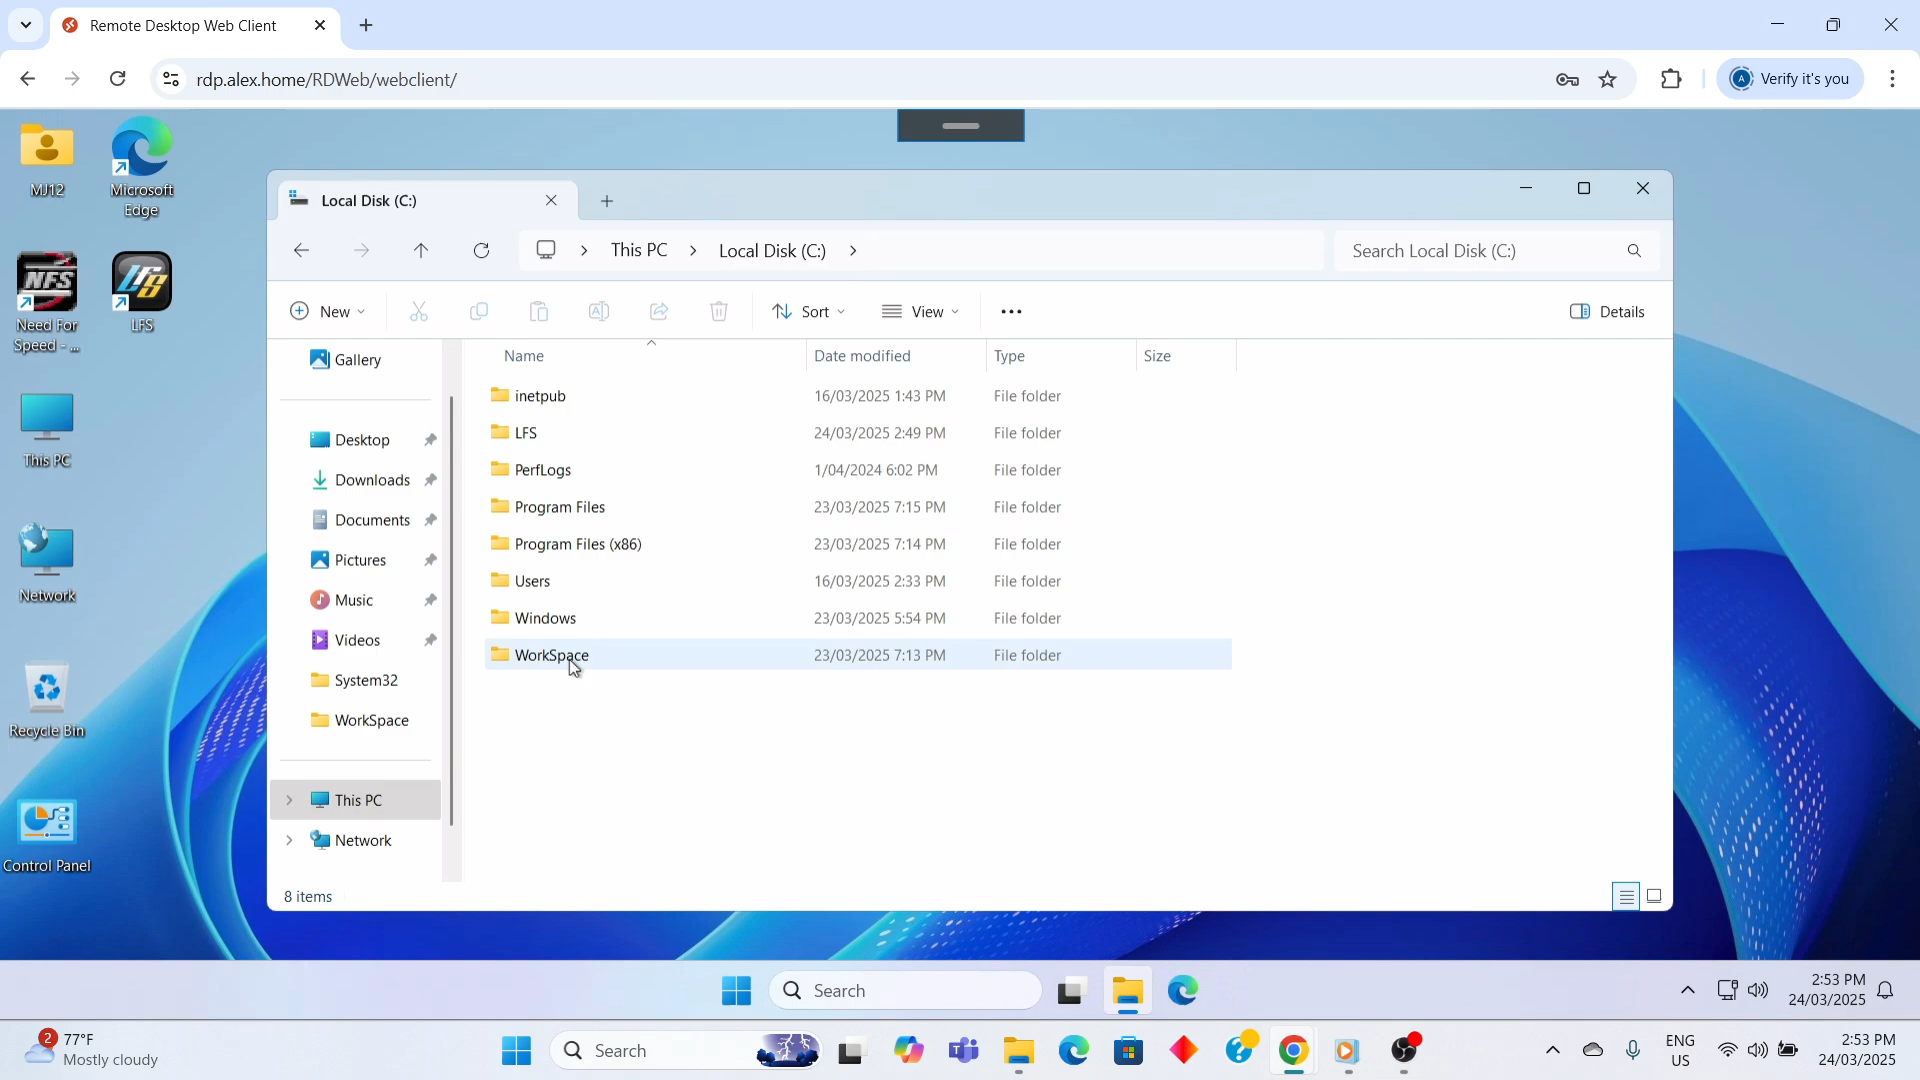 Remote Desktop Web Client
rdp.alex.home/RDWeb/webclient/
A
Verify it's you
MJ12
Microsoft
Edge
NFS
Need For
Speed - ...
LFS
LFS
This PC
Network
Recycle Bin
Control Panel
Local Disk (C:)
This PC
Local Disk (C:)
Search Local Disk (C:)
New
Sort
View
Details
Gallery
Desktop
Downloads
Documents
Pictures
Music
Videos
System32
WorkSpace
This PC
Network
Name Date modified Type Size
inetpub 16/03/2025 1:43 PM File folder
LFS 24/03/2025 2:49 PM File folder
PerfLogs 1/04/2024 6:02 PM File folder
Program Files 23/03/2025 7:15 PM File folder
Program Files (x86) 23/03/2025 7:14 PM File folder
Users 16/03/2025 2:33 PM File folder
Windows 23/03/2025 5:54 PM File folder
WorkSpace 23/03/2025 7:13 PM File folder
8 items
Search
2:53 PM
24/03/2025
2
77°F
Mostly cloudy
Search
ENG
US
2:53 PM
24/03/2025